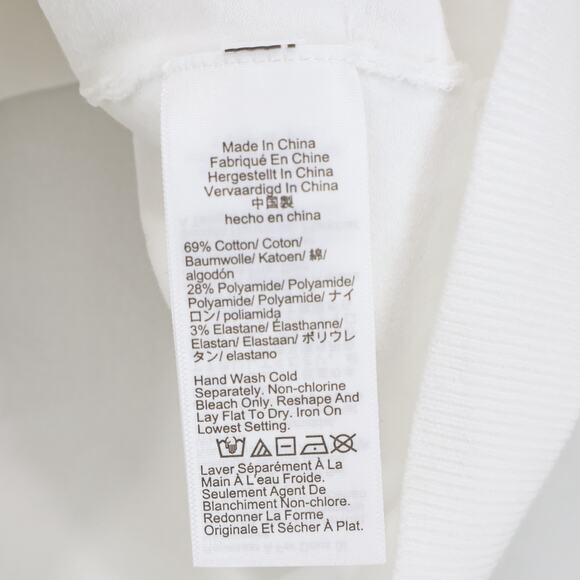 Made In China
Fabriqué En Chine
Hergestellt In China
Vervaardigd In China
中国製
hecho en china
69% Cotton/ Coton/
Baumwolle/ Katoen/ 綿/
algodón
28% Polyamide/ Polyamide/
Polyamide/ Polyamide/ ナイ
ロン/ poliamida
3% Elastane/ Élasthanne/
Elastan/ Elastaan/ ポリウレ
タン/ elastano
Hand Wash Cold
Separately. Non-chlorine
Bleach Only. Reshape And
Lay Flat To Dry. Iron On
Lowest Setting.
Laver Séparément À La
Main À L'eau Froide.
Seulement Agent De
Blanchiment Non-chlore.
Redonner La Forme
Originale Et Sécher À Plat.